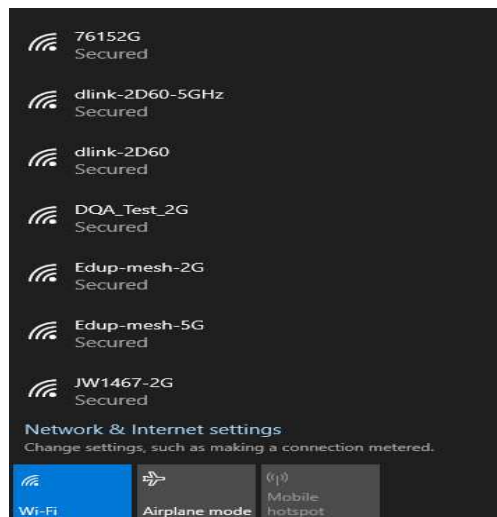 76152G
Secured
dlink-2D60-5GHz
Secured
dlink-2D60
Secured
DQA_Test_2G
Secured
Edup-mesh-2G
Secured
Edup-mesh-5G
Secured
JW1467-2G
Secured
Network & Internet settings
Change settings, such as making a connection metered.
Wi-Fi
Airplane mode
Mobile
hotspot